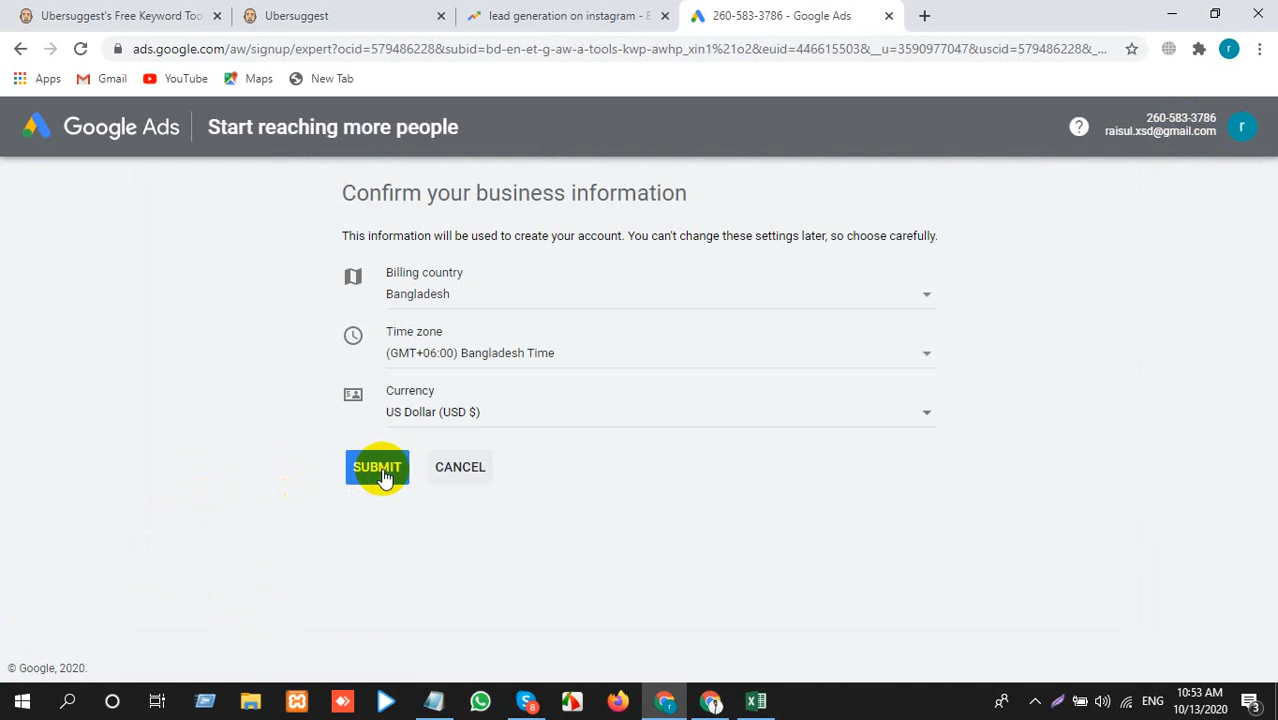 Ubersuggest's Free Keyword Too
Ubersuggest
lead generation on instagram - E
260-583-3786 - Google Ads
ads.google.com/aw/signup/expert?ocid=579486228&subid=bd-en-et-g-aw-a-tools-kwp-awhp_xin1%21o2&euid=446615503&__u=3590977047&uscid=579486228&_...
Apps
Gmail
YouTube
Maps
New Tab
Google Ads
Start reaching more people
260-583-3786
raisul.xsd@gmail.com
r
Confirm your business information
This information will be used to create your account. You can't change these settings later, so choose carefully.
Billing country
Bangladesh
Time zone
(GMT+06:00) Bangladesh Time
Currency
US Dollar (USD $)
SUBMIT
CANCEL
© Google, 2020.
ENG
10:53 AM
10/13/2020